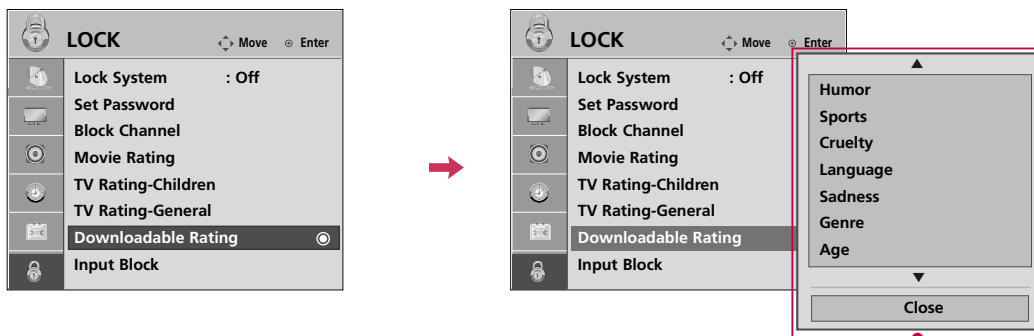 LOCK
Move Enter
Lock System : Off
Set Password
Block Channel
Movie Rating
TV Rating-Children
TV Rating-General
Downloadable Rating
Input Block
LOCK
Move Enter
Lock System : Off
Set Password
Block Channel
Movie Rating
TV Rating-Children
TV Rating-General
Downloadable Rating
Input Block
Humor
Sports
Cruelty
Language
Sadness
Genre
Age
Close